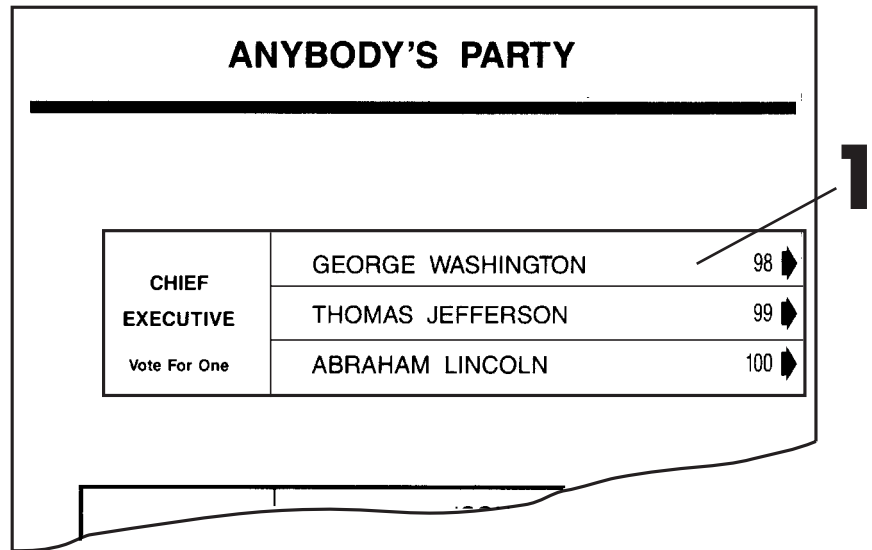 ANYBODY'S PARTY
1
CHIEF
EXECUTIVE
Vote For One
GEORGE WASHINGTON 98
THOMAS JEFFERSON 99
ABRAHAM LINCOLN 100